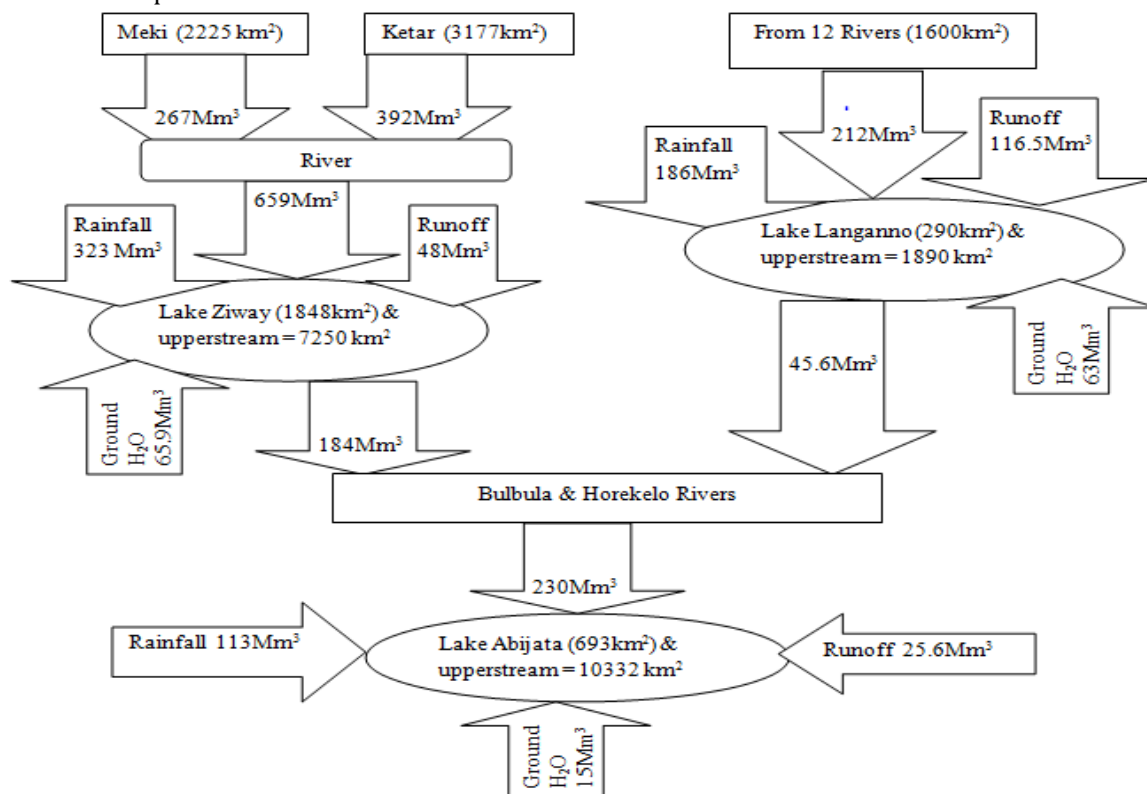 Meki (2225 km²)
Ketar (3177km²)
From 12 Rivers (1600km²)
267Mm³
392Mm³
212Mm³
Rainfall
186Mm³
Runoff
116.5Mm³
River
659Mm³
Rainfall
323 Mm³
Runoff
48Mm³
Lake Langanno (290km²) &
upperstream = 1890 km²
Lake Ziway (1848km²) &
upperstream = 7250 km²
45.6Mm³
Ground
H₂O
63Mm³
Ground
H₂O
65.9Mm³
184Mm³
Bulbula & Horekelo Rivers
230Mm³
Rainfall 113Mm³
Lake Abijata (693km²) &
upperstream = 10332 km²
Runoff 25.6Mm³
Ground
H₂O
15Mm³